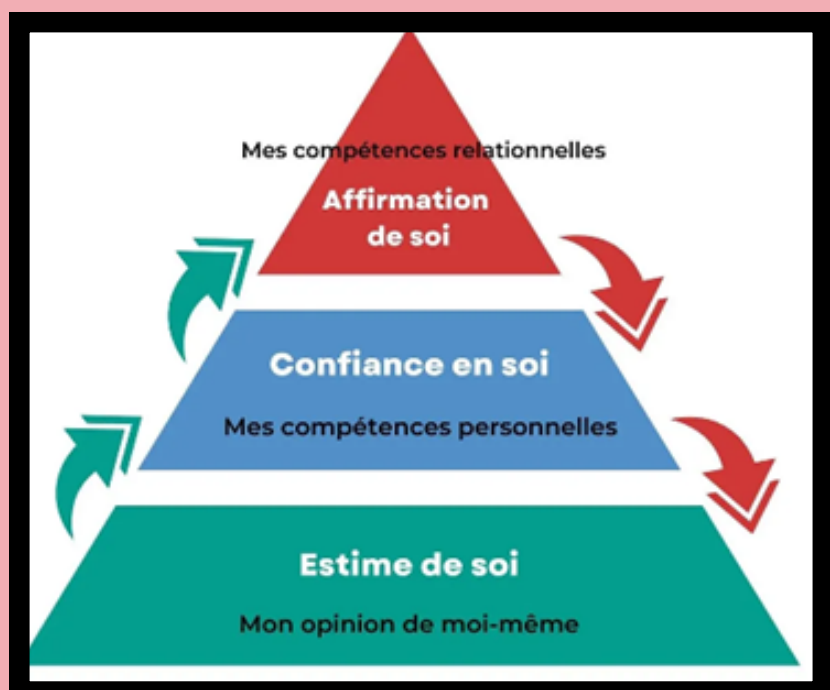 Mes compétences relationnelles
Affirmation
de soi
Confiance en soi
Mes compétences personnelles
Estime de soi
Mon opinion de moi-même